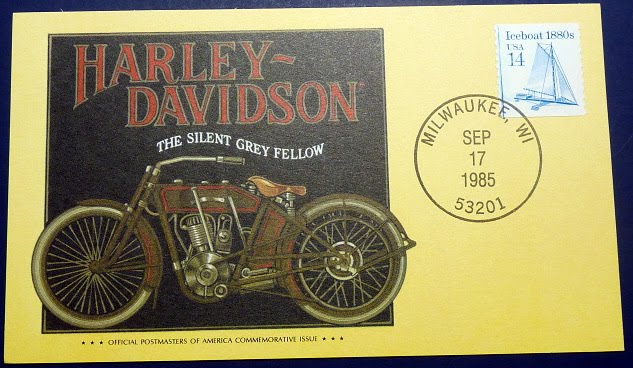 HARLEY-
DAVIDSON
THE SILENT GREY FELLOW
★ ★ ★ OFFICIAL POSTMASTERS OF AMERICA COMMEMORATIVE ISSUE ★ ★ ★
Iceboat 1880s
USA
14
MILWAUKEE, WI
SEP
17
1985
53201